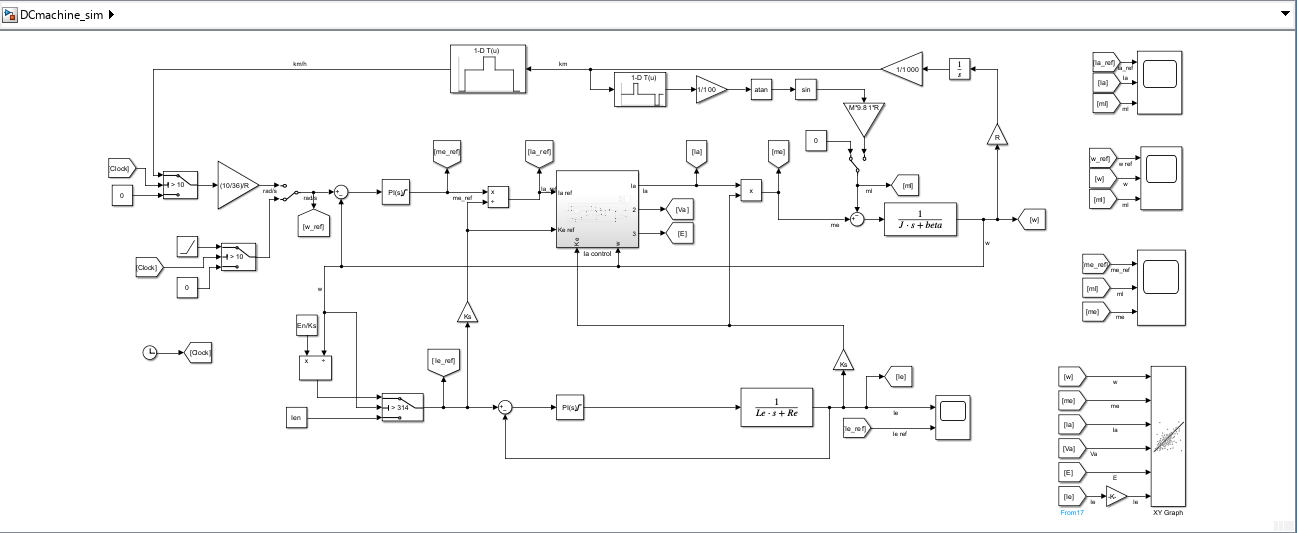 DCmachine_sim
1-D T(u)
km/h
km
1/1000
1
s
1-D T(u)
1/100
atan
sin
M*9.81*R
0
R
[Clock]
> 10
0
(10/36)/R
rad/s
rad/s
[w_ref]
PI(s)
[me_ref]
me_ref
x
÷
[Ia_ref]
Ia_ref
Ia ref
Ke ref
Ke
w
Ia
2
3
Ia control
Ia
[Ia]
[Va]
[E]
x
[me]
me
ml
[ml]
1
J · s + beta
[w]
w
[Clock]
> 10
0
[Clock]
w
En/Ks
x ÷
Ien
> 314
[Ie_ref]
Ks
PI(s)
1
Le · s + Re
Ks
[Ie]
Ie
[Ie_ref]
Ie ref
[Ia_ref]
Ia_ref
[Ia]
Ia
[ml]
ml
[w_ref]
w ref
[w]
w
[ml]
ml
[me_ref]
me_ref
[ml]
ml
[me]
me
[w]
w
[me]
me
[Ia]
Ia
[Va]
Va
[E]
E
[Ie]
Ie
-K-
Ie
From17
XY Graph